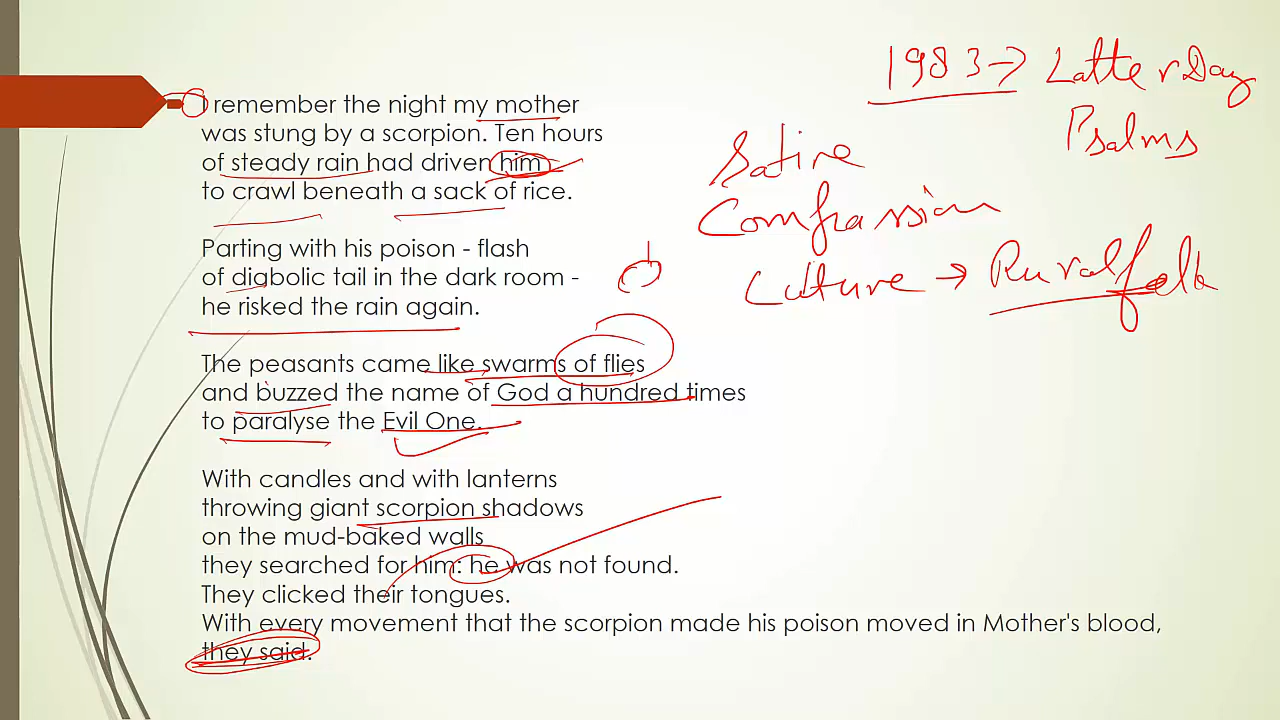 1983→ Latter Day
Psalms
Satire
Compassion
Culture → Rural folk
I remember the night my mother
was stung by a scorpion. Ten hours
of steady rain had driven him
to crawl beneath a sack of rice.
Parting with his poison - flash
of diabolic tail in the dark room -
he risked the rain again.
The peasants came like swarms of flies
and buzzed the name of God a hundred times
to paralyse the Evil One.
With candles and with lanterns
throwing giant scorpion shadows
on the mud-baked walls
they searched for him: he was not found.
They clicked their tongues.
With every movement that the scorpion made his poison moved in Mother's blood,
they said.